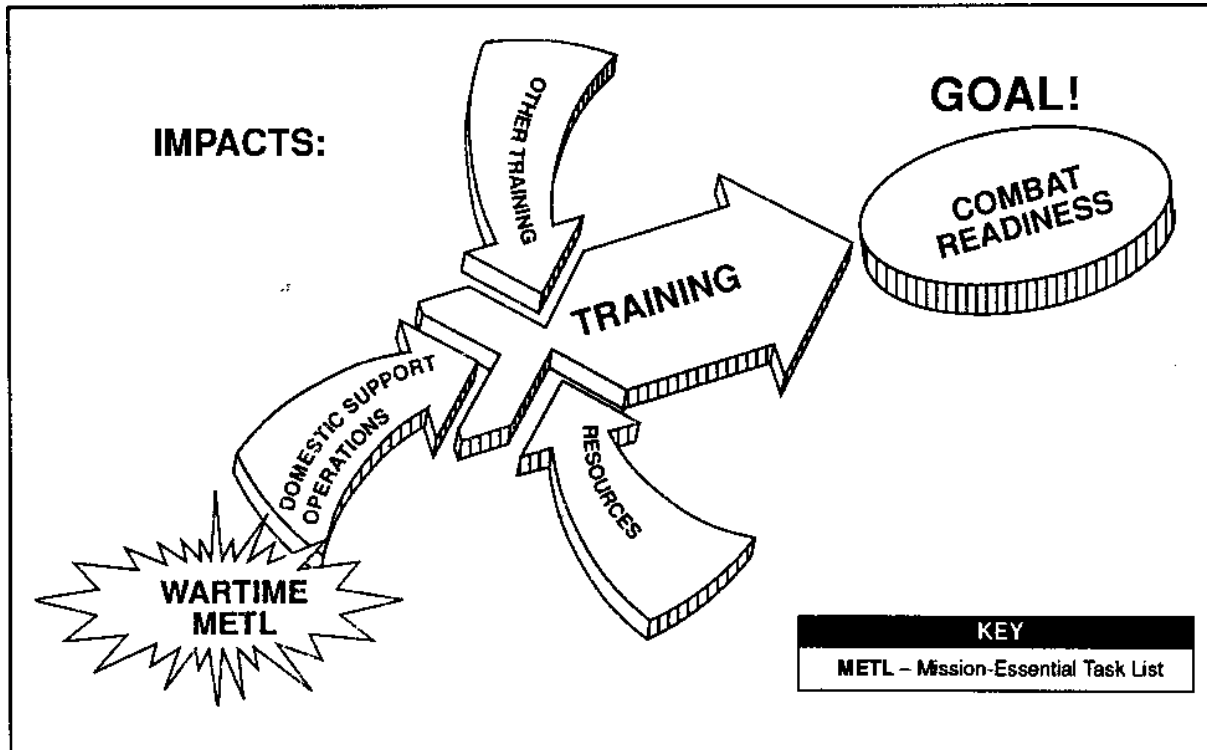 IMPACTS:
OTHER TRAINING
GOAL!
COMBAT
READINESS
TRAINING
DOMESTIC SUPPORT
OPERATIONS
RESOURCES
WARTIME
METL
KEY
METL – Mission-Essential Task List